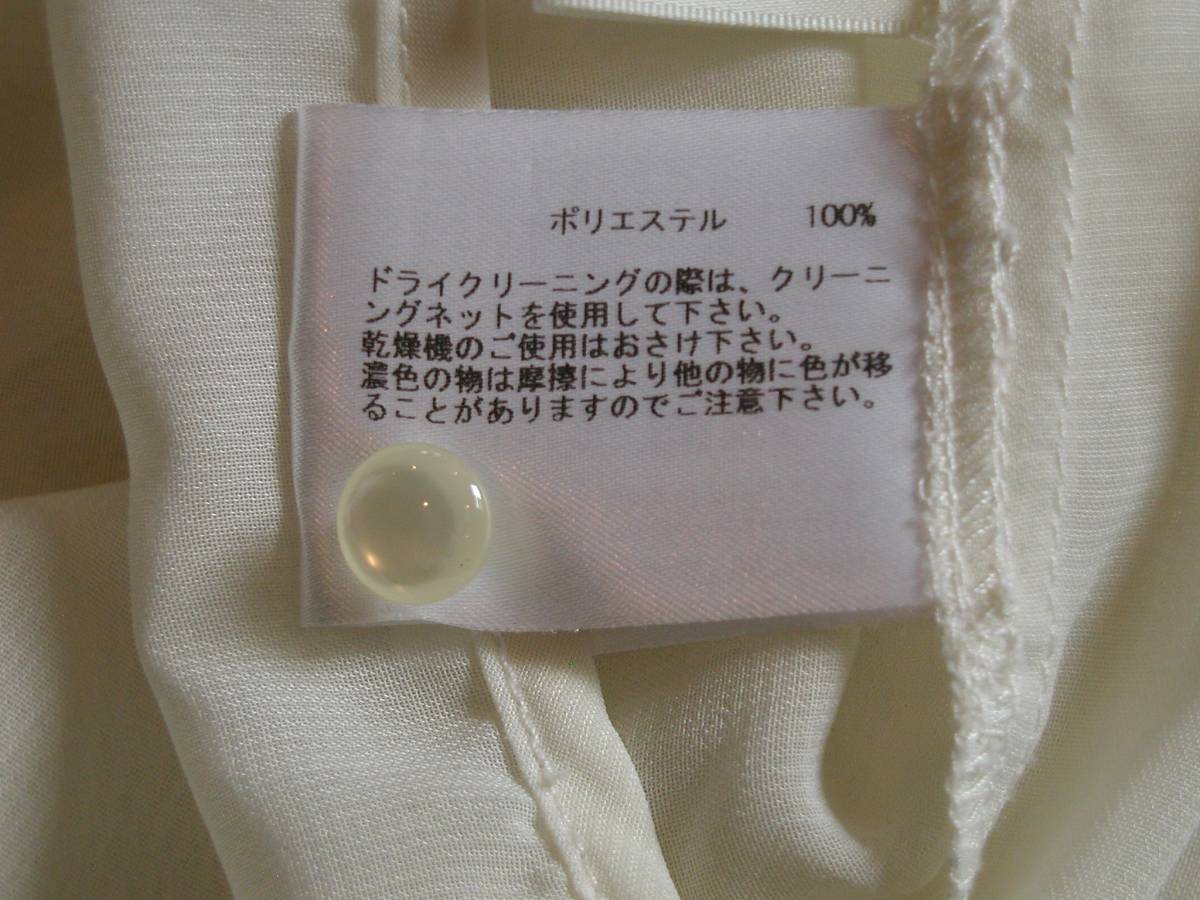 ポリエステル 100%
ドライクリーニングの際は、クリーニ
ングネットを使用して下さい。
乾燥機のご使用はおさけ下さい。
濃色の物は摩擦により他の物に色が移
ることがありますのでご注意下さい。